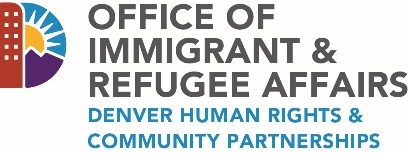 OFFICE OF
IMMIGRANT &
REFUGEE AFFAIRS
DENVER HUMAN RIGHTS &
COMMUNITY PARTNERSHIPS